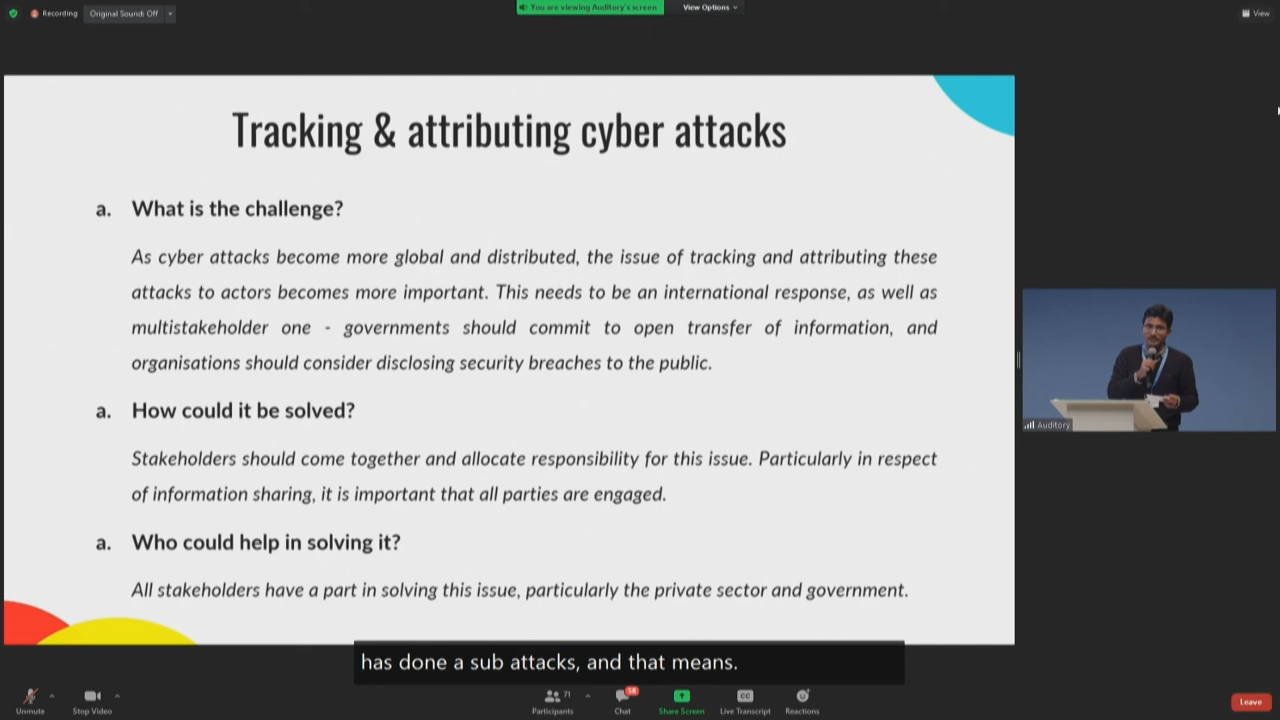 Recording
Original Sound: Off
You are viewing Auditory's screen
View Options
View
Tracking & attributing cyber attacks
a. What is the challenge?
As cyber attacks become more global and distributed, the issue of tracking and attributing these
attacks to actors becomes more important. This needs to be an international response, as well as
multistakeholder one - governments should commit to open transfer of information, and
organisations should consider disclosing security breaches to the public.
a. How could it be solved?
Stakeholders should come together and allocate responsibility for this issue. Particularly in respect
of information sharing, it is important that all parties are engaged.
a. Who could help in solving it?
All stakeholders have a part in solving this issue, particularly the private sector and government.
Auditory
has done a sub attacks, and that means.
Unmute
Stop Video
Participants
71
Chat
58
Share Screen
CC
Live Transcript
Reactions
Leave